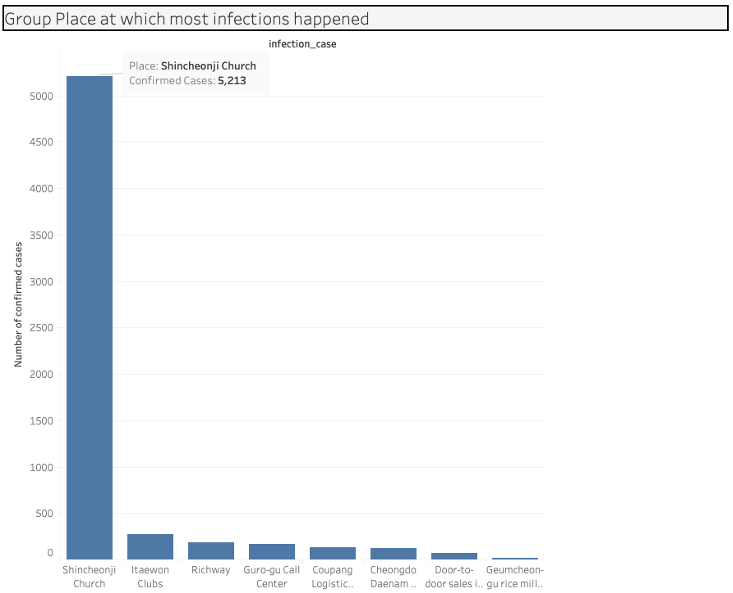 Group Place at which most infections happened
infection_case
Place: Shincheonji Church
Confirmed Cases: 5,213
Number of confirmed cases
5000
4500
4000
3500
3000
2500
2000
1500
1000
500
0
Shincheonji
Church
Itaewon
Clubs
Richway
Guro-gu Call
Center
Coupang
Logistic..
Cheongdo
Daenam ..
Door-to-
door sales i..
Geumcheon-
gu rice mill..